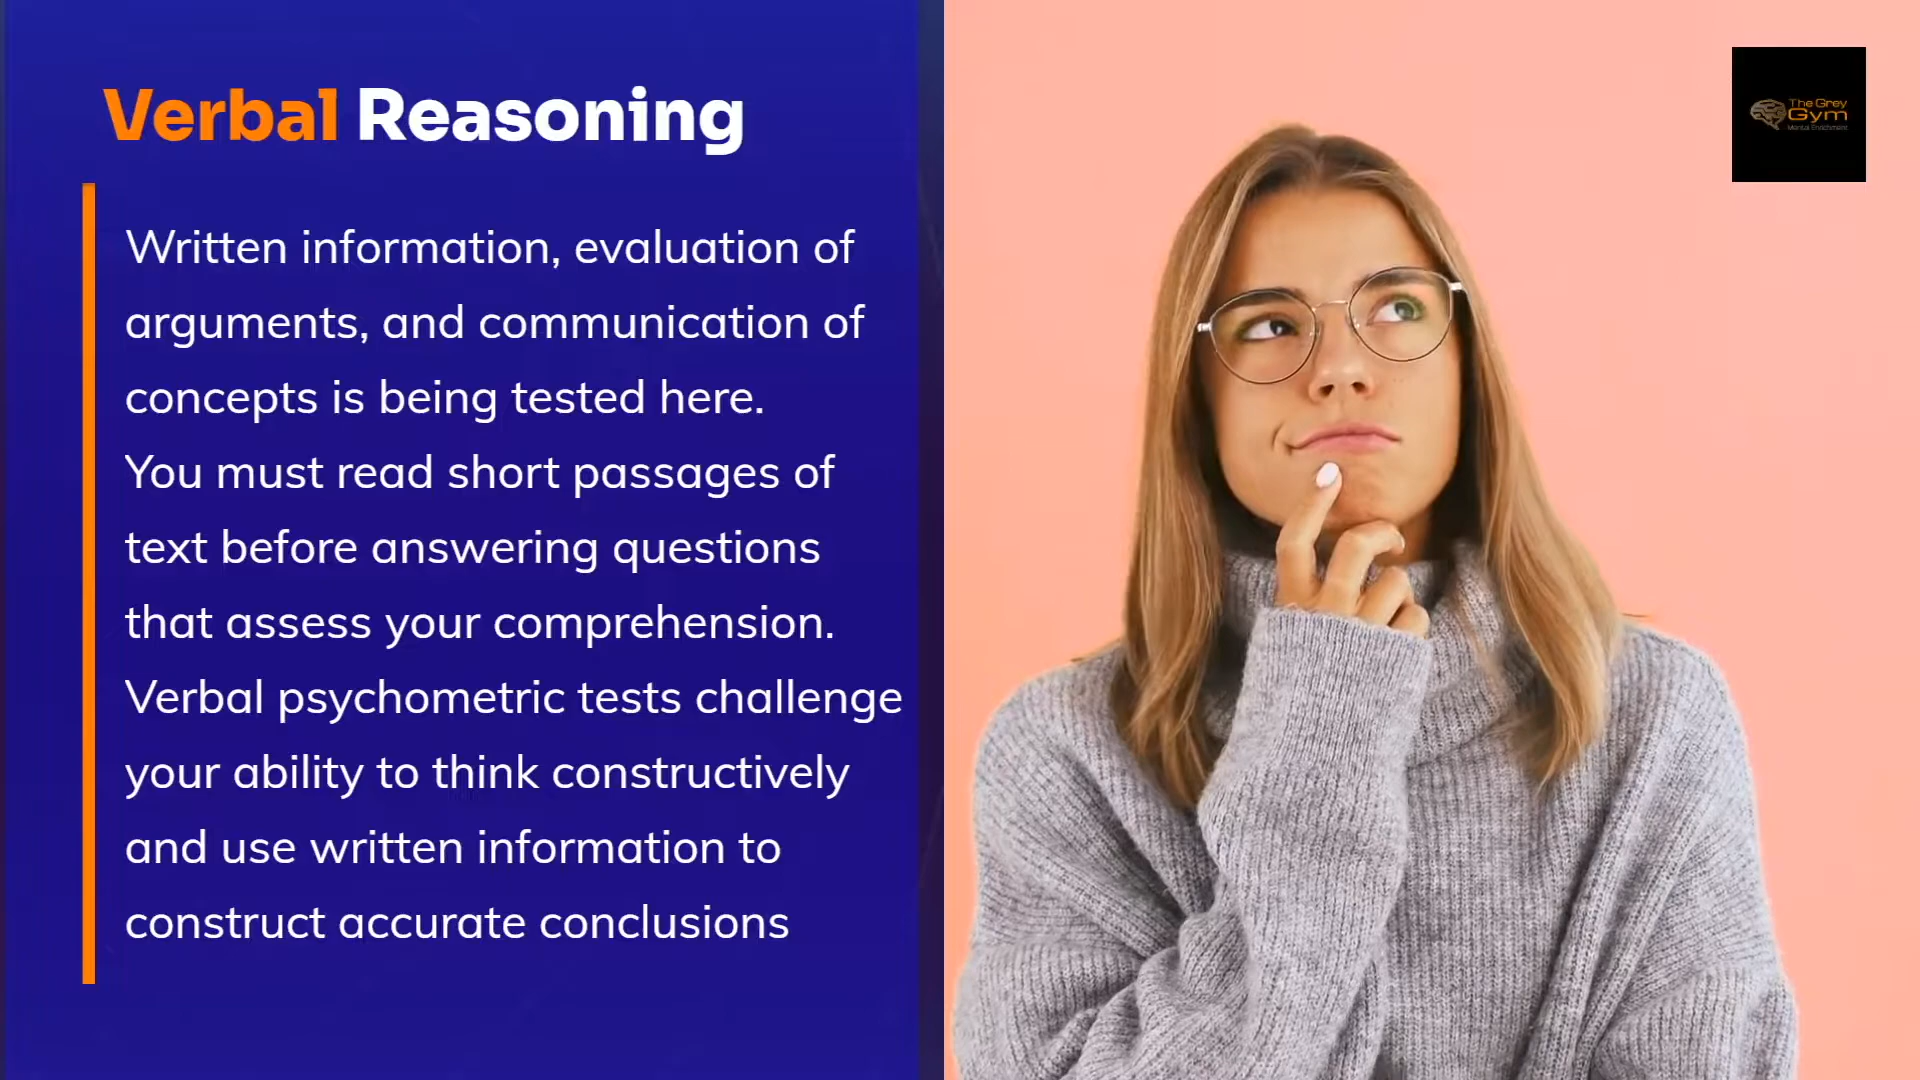 Verbal Reasoning
Written information, evaluation of
arguments, and communication of
concepts is being tested here.
You must read short passages of
text before answering questions
that assess your comprehension.
Verbal psychometric tests challenge
your ability to think constructively
and use written information to
construct accurate conclusions
The Grey
Gym
Mental Enrichment